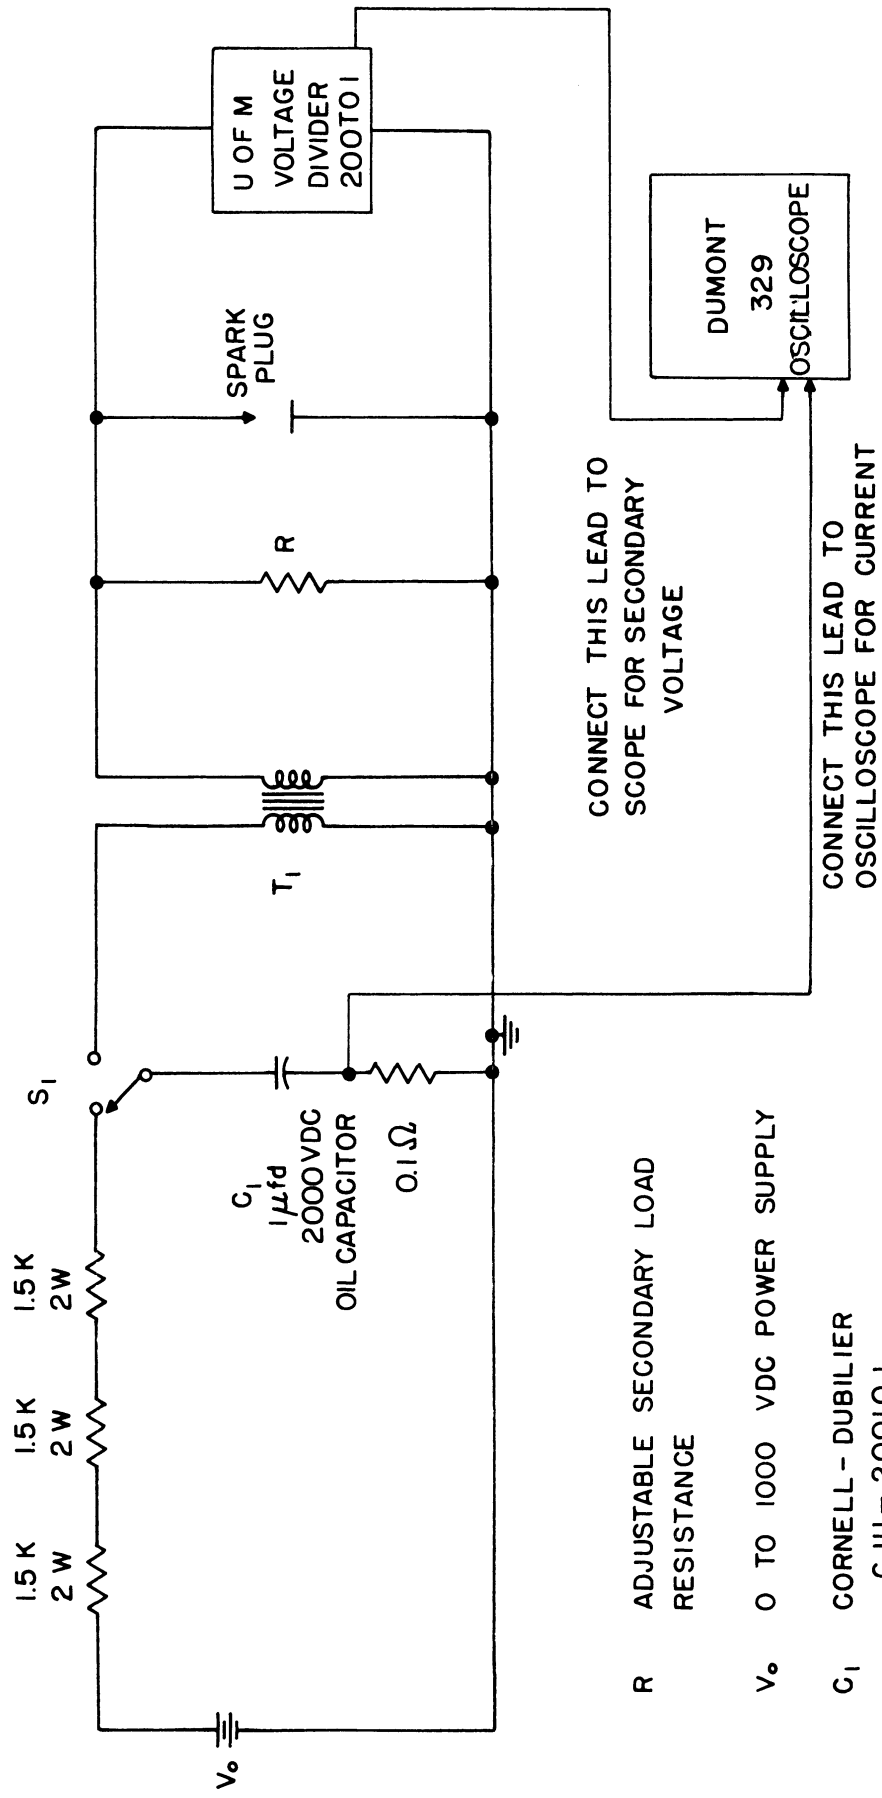 1.5 K
2 W
1.5 K
2 W
1.5 K
2 W
S1
V₀
C1
1 µfd
2000 VDC
OIL CAPACITOR
0.1 Ω
T1
R
SPARK
PLUG
U OF M
VOLTAGE
DIVIDER
200 TO 1
DUMONT
329
OSCILLOSCOPE
CONNECT THIS LEAD TO
SCOPE FOR SECONDARY
VOLTAGE
CONNECT THIS LEAD TO
OSCILLOSCOPE FOR CURRENT
R ADJUSTABLE SECONDARY LOAD
RESISTANCE
V₀ 0 TO 1000 VDC POWER SUPPLY
C1 CORNELL - DUBILIER